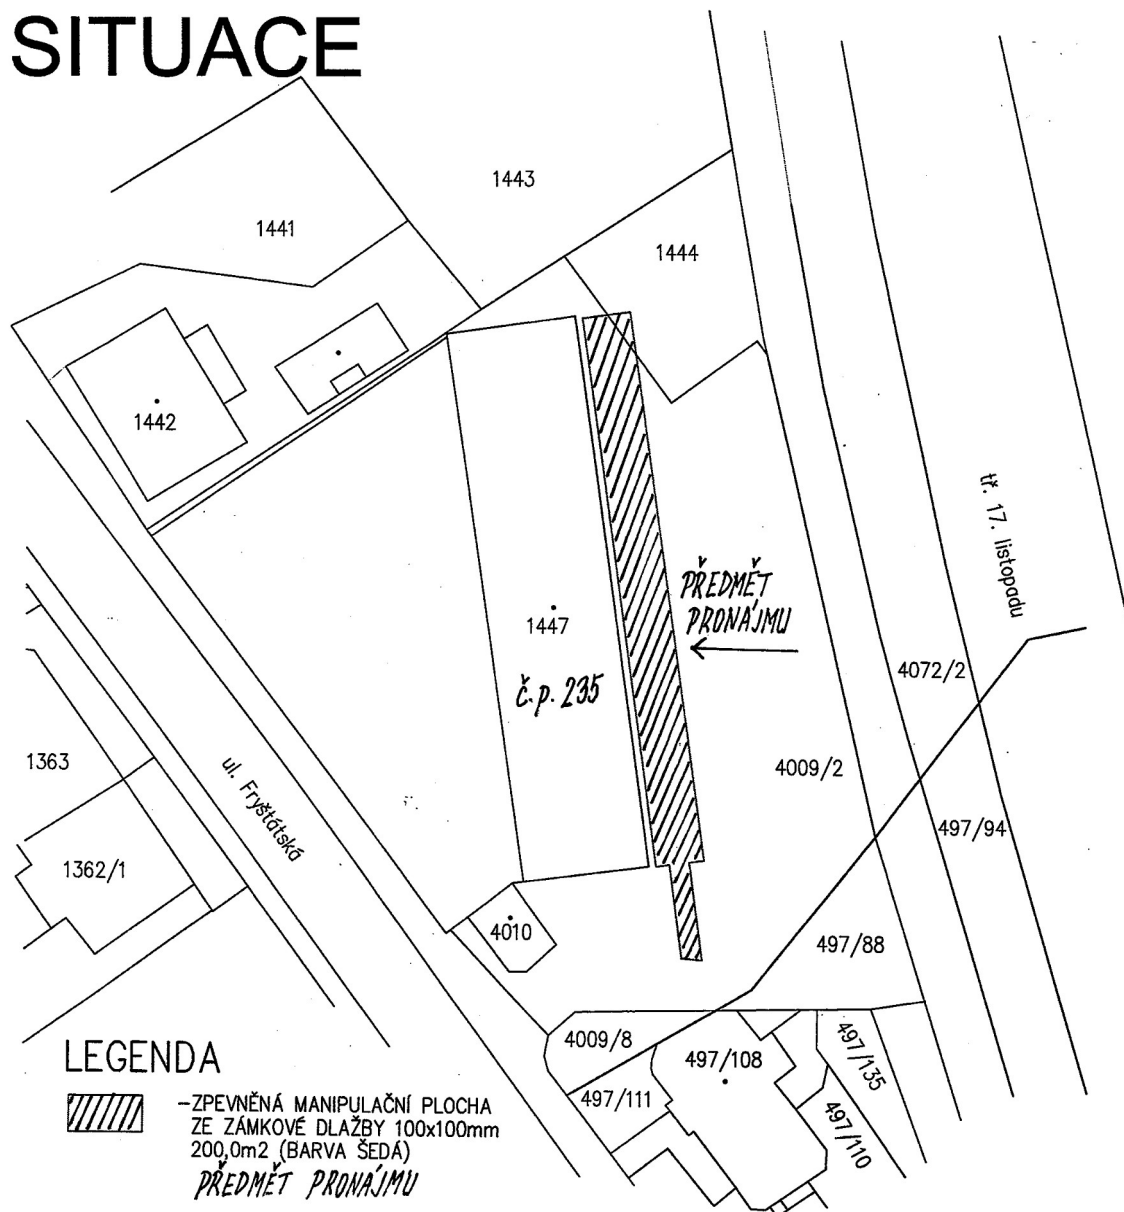 SITUACE
1443
1441
1444
1442
tř. 17. listopadu
PŘEDMĚT
PRONÁJMU
1447
č.p. 235
4072/2
1363
ul. Fryštátská
4009/2
497/94
1362/1
4010
497/88
4009/8
497/108
497/135
497/111
497/110
LEGENDA
-ZPEVNĚNÁ MANIPULAČNÍ PLOCHA
ZE ZÁMKOVÉ DLAŽBY 100x100mm
200,0m2 (BARVA ŠEDÁ)
PŘEDMĚT PRONÁJMU